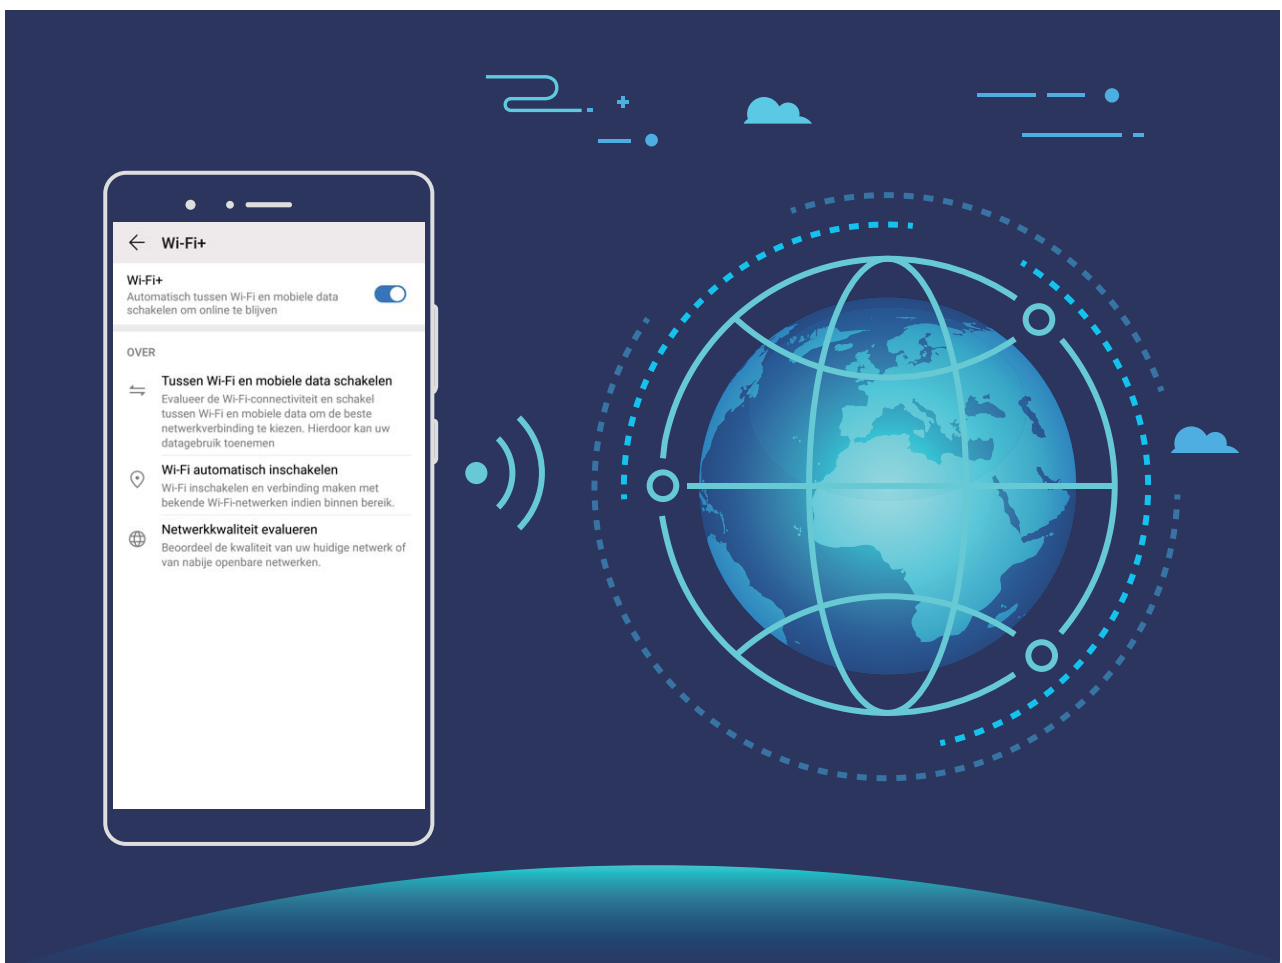 Wi-Fi+
Wi-Fi+
Automatisch tussen Wi-Fi en mobiele data
schakelen om online te blijven
OVER
Tussen Wi-Fi en mobiele data schakelen
Evalueer de Wi-Fi-connectiviteit en schakel
tussen Wi-Fi en mobiele data om de beste
netwerkverbinding te kiezen. Hierdoor kan uw
datagebruik toenemen
Wi-Fi automatisch inschakelen
Wi-Fi inschakelen en verbinding maken met
bekende Wi-Fi-netwerken indien binnen bereik.
Netwerkkwaliteit evalueren
Beoordeel de kwaliteit van uw huidige netwerk of
van nabije openbare netwerken.